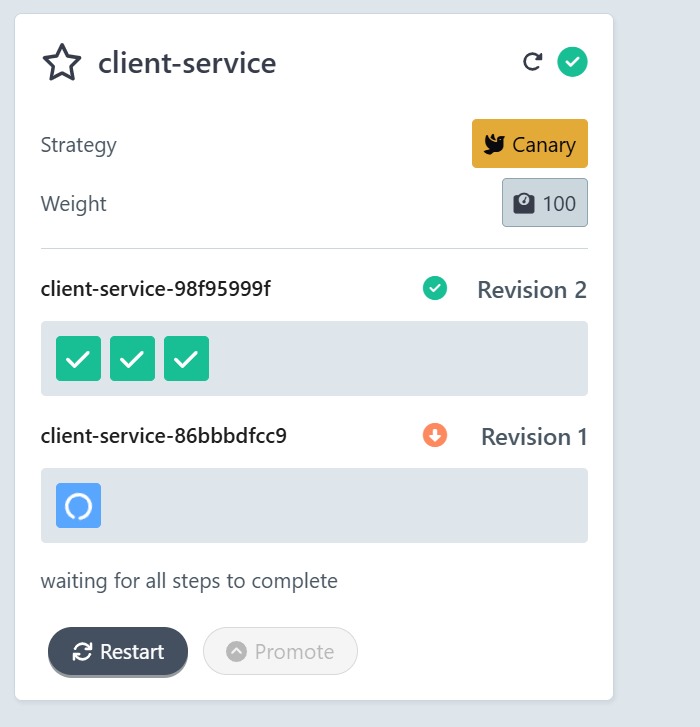 client-service
Strategy Canary
Weight 100
client-service-98f95999f Revision 2
client-service-86bbbdfcc9 Revision 1
waiting for all steps to complete
Restart Promote